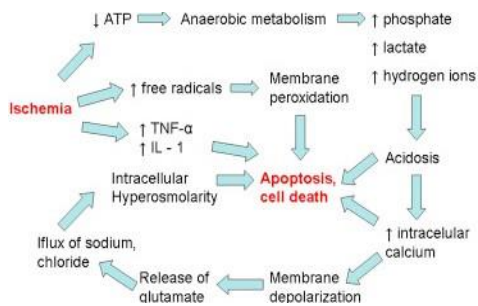 ↓ ATP
Anaerobic metabolism
↑ phosphate
↑ lactate
↑ hydrogen ions
Ischemia
↑ free radicals
Membrane
peroxidation
↑ TNF-α
↑ IL - 1
Acidosis
Intracellular
Hyperosmolarity
Apoptosis,
cell death
↑ intracelular
calcium
Iflux of sodium,
chloride
Release of
glutamate
Membrane
depolarization